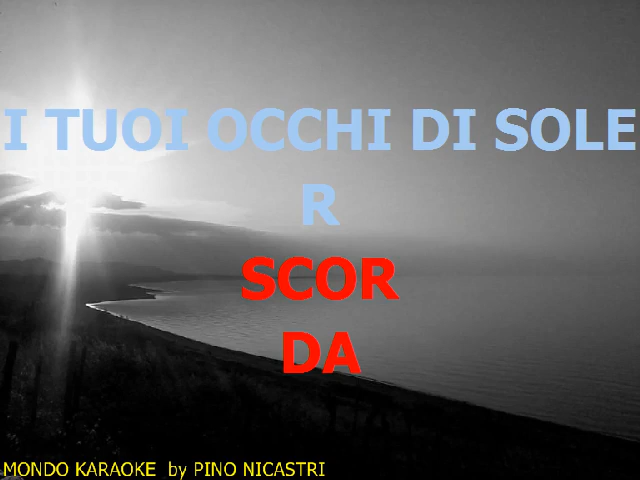 I TUOI OCCHI DI SOLE
R
SCOR
DA
MONDO KARAOKE by PINO NICASTRI